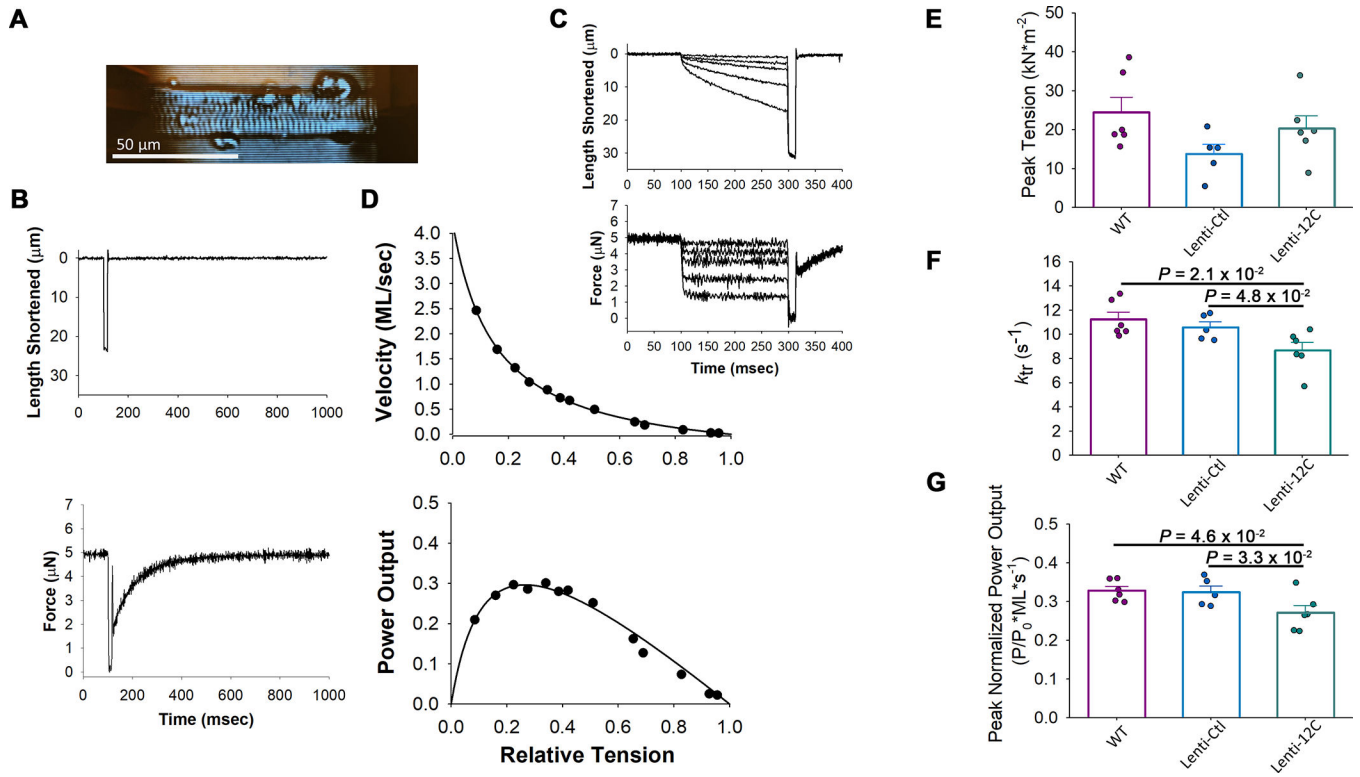 A
50 μm
B
Length Shortened (μm)
0
10
20
30
0 200 400 600 800 1000
Force (μN)
7
6
5
4
3
2
1
0
0 200 400 600 800 1000
Time (msec)
C
Length Shortened (μm)
0
10
20
30
0 50 100 150 200 250 300 350 400
Force (μN)
7
6
5
4
3
2
1
0
0 50 100 150 200 250 300 350 400
Time (msec)
D
Velocity (ML/sec)
4.0
3.5
3.0
2.5
2.0
1.5
1.0
0.5
0.0
0.0 0.2 0.4 0.6 0.8 1.0
Power Output
0.5
0.4
0.3
0.2
0.1
0.0
0.0 0.2 0.4 0.6 0.8 1.0
Relative Tension
E
Peak Tension (kN*m⁻²)
50
40
30
20
10
0
WT Lenti-Ctl Lenti-12C
F
k_tr (s⁻¹)
16
14
12
10
8
6
4
2
0
P = 2.1 x 10⁻²
P = 4.8 x 10⁻²
WT Lenti-Ctl Lenti-12C
G
Peak Normalized Power Output
(P/P₀*ML*s⁻¹)
0.5
0.4
0.3
0.2
0.1
0.0
P = 4.6 x 10⁻²
P = 3.3 x 10⁻²
WT Lenti-Ctl Lenti-12C